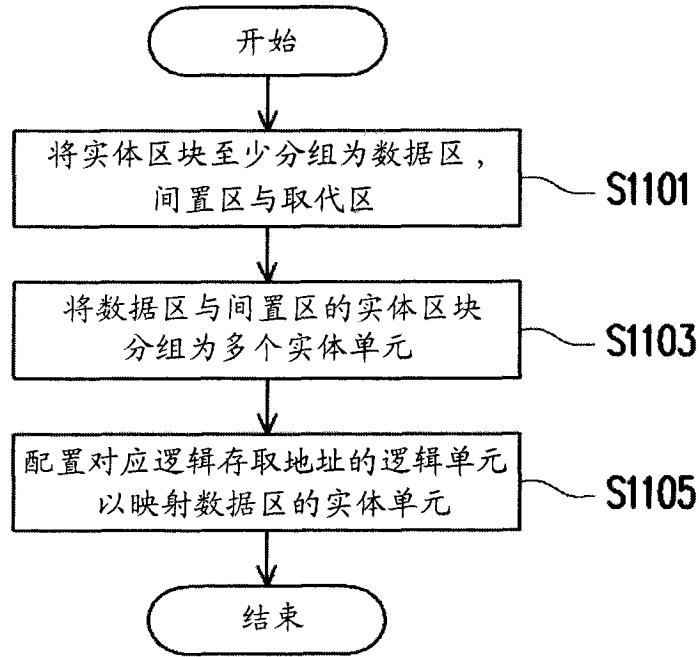 开始
将实体区块至少分组为数据区，
间置区与取代区
S1101
将数据区与间置区的实体区块
分组为多个实体单元
S1103
配置对应逻辑存取地址的逻辑单元
以映射数据区的实体单元
S1105
结束